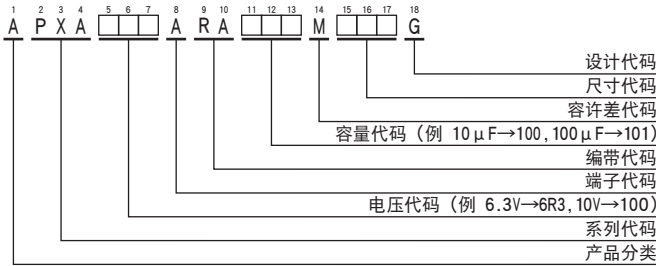 1 2 3 4 5 6 7 8 9 10 11 12 13 14 15 16 17 18
A PXA □□□ A RA □□□ M □□□ G
设计代码
尺寸代码
容许差代码
容量代码 (例 10μF→100,100μF→101)
编带代码
端子代码
电压代码 (例 6.3V→6R3,10V→100)
系列代码
产品分类